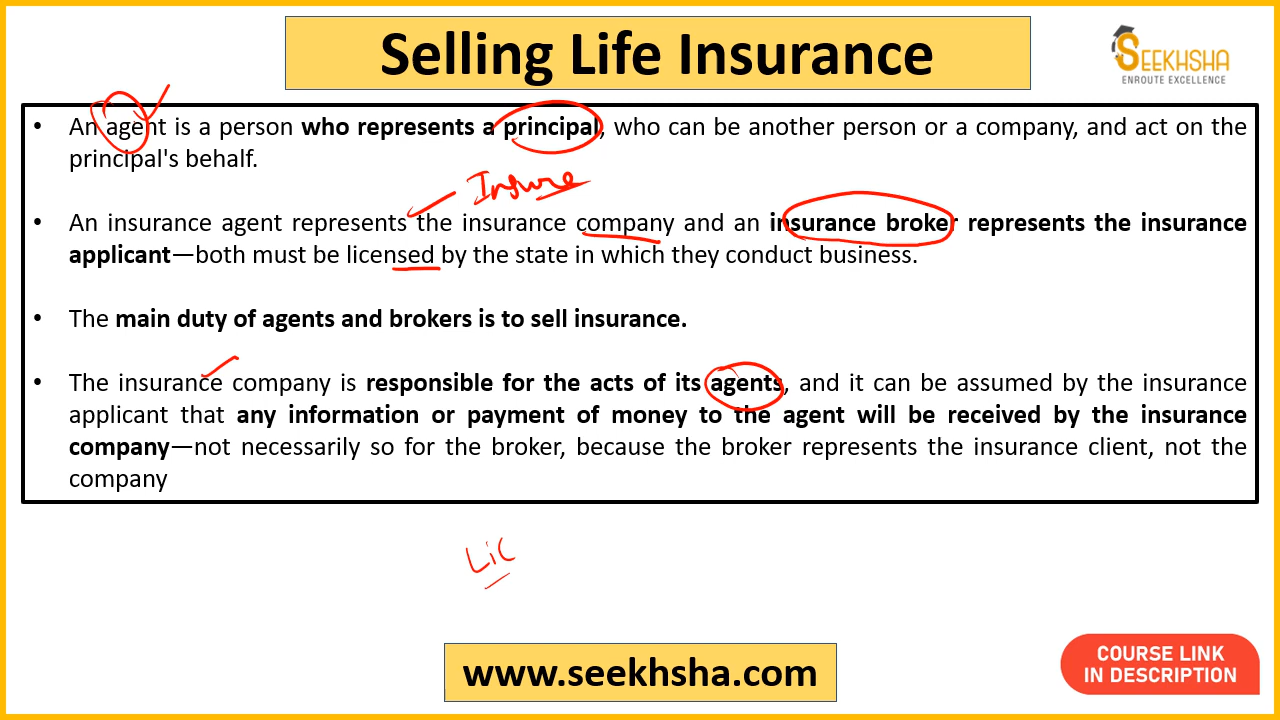 Selling Life Insurance
SEEKHSHA
ENROUTE EXCELLENCE
• An agent is a person who represents a principal, who can be another person or a company, and act on the
principal's behalf.
Insure
• An insurance agent represents the insurance company and an insurance broker represents the insurance
applicant—both must be licensed by the state in which they conduct business.
• The main duty of agents and brokers is to sell insurance.
• The insurance company is responsible for the acts of its agents, and it can be assumed by the insurance
applicant that any information or payment of money to the agent will be received by the insurance
company—not necessarily so for the broker, because the broker represents the insurance client, not the
company
LiC
www.seekhsha.com
COURSE LINK
IN DESCRIPTION